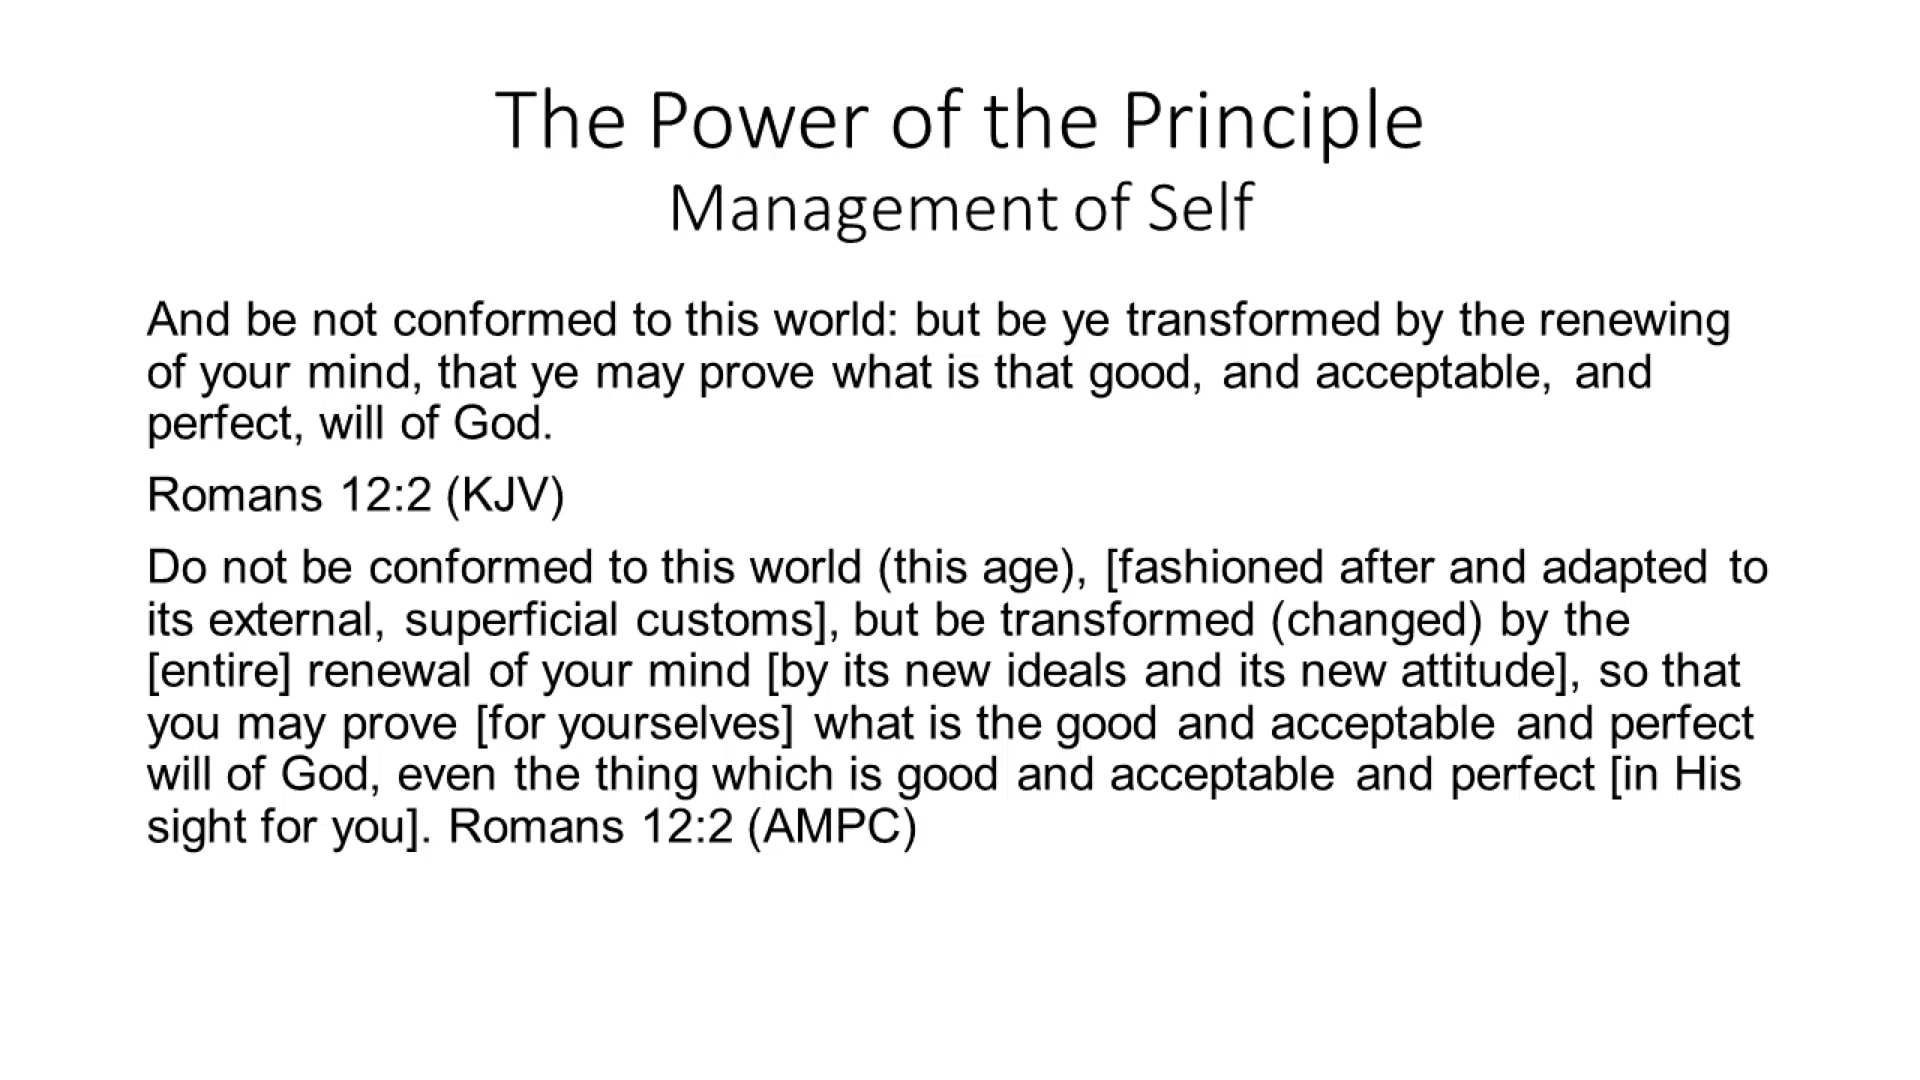 The Power of the Principle
Management of Self
And be not conformed to this world: but be ye transformed by the renewing
of your mind, that ye may prove what is that good, and acceptable, and
perfect, will of God.
Romans 12:2 (KJV)
Do not be conformed to this world (this age), [fashioned after and adapted to
its external, superficial customs], but be transformed (changed) by the
[entire] renewal of your mind [by its new ideals and its new attitude], so that
you may prove [for yourselves] what is the good and acceptable and perfect
will of God, even the thing which is good and acceptable and perfect [in His
sight for you]. Romans 12:2 (AMPC)